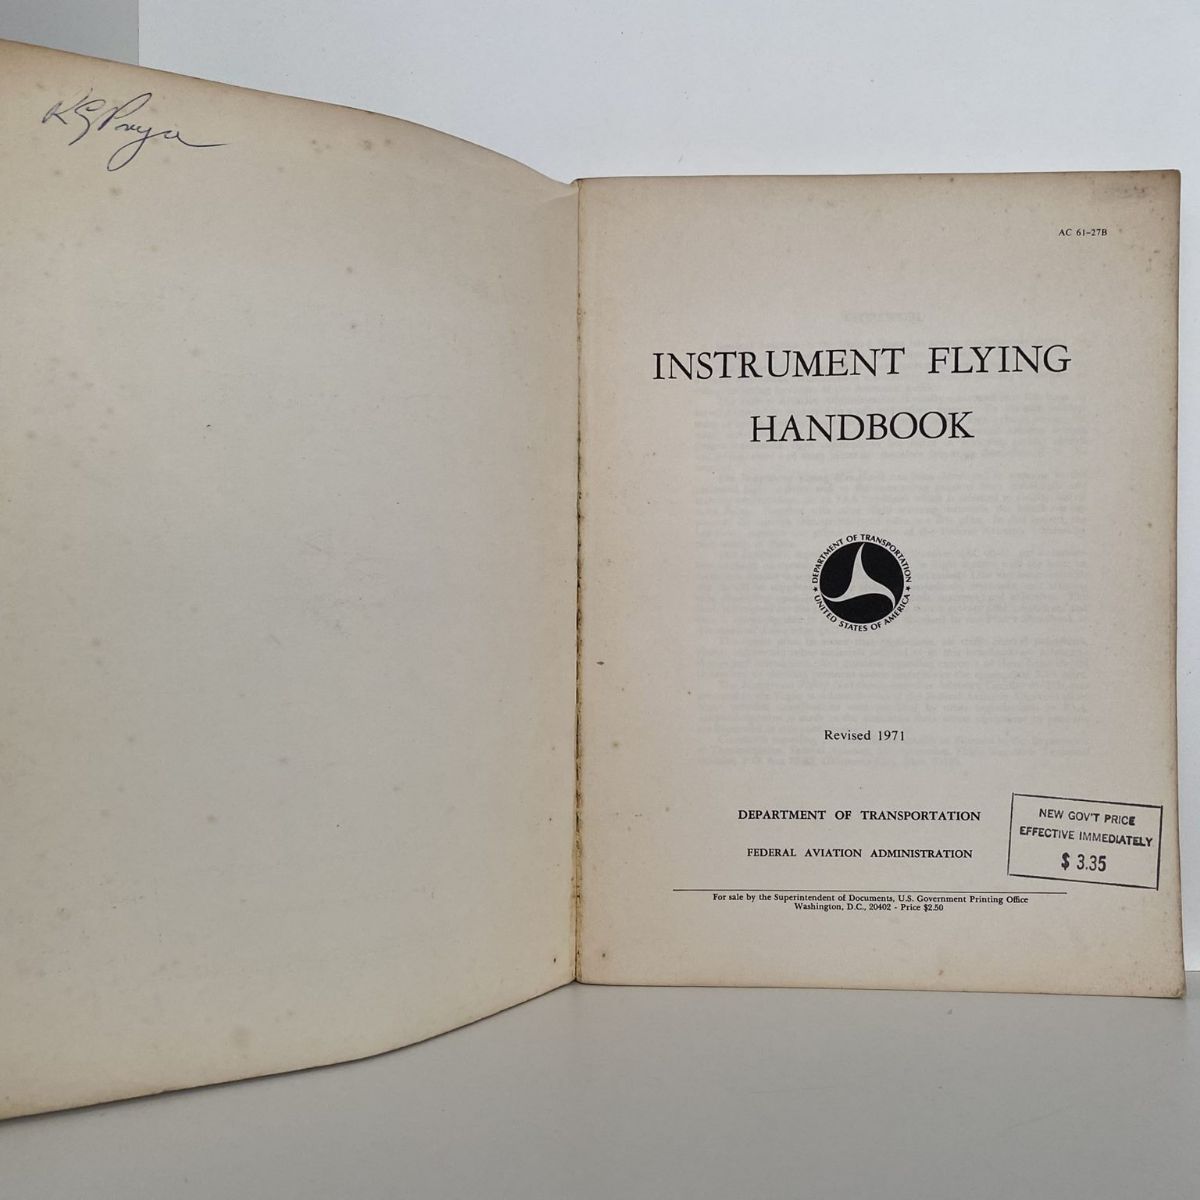 AC 61-27B
INSTRUMENT FLYING
HANDBOOK
DEPARTMENT OF TRANSPORTATION
UNITED STATES OF AMERICA
Revised 1971
DEPARTMENT OF TRANSPORTATION
FEDERAL AVIATION ADMINISTRATION
NEW GOV'T PRICE
EFFECTIVE IMMEDIATELY
$ 3.35
For sale by the Superintendent of Documents, U.S. Government Printing Office
Washington, D.C., 20402 - Price $2.50